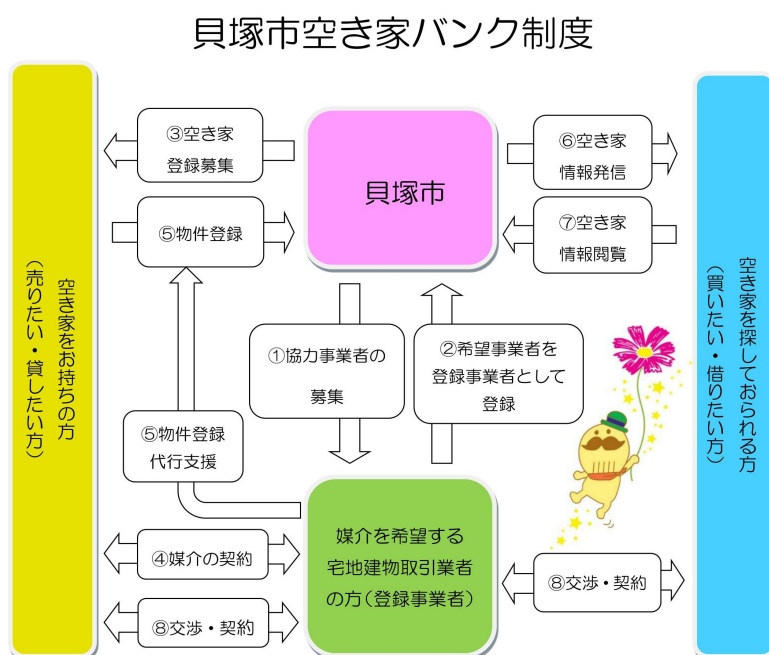 貝塚市空き家バンク制度
空き家をお持ちの方
(売りたい・貸したい方)
③空き家
登録募集
貝塚市
⑥空き家
情報発信
⑤物件登録
⑦空き家
情報閲覧
空き家を探しておられる方
(買いたい・借りたい方)
①協力事業者の
募集
②希望事業者を
登録事業者として
登録
⑤物件登録
代行支援
媒介を希望する
宅地建物取引業者
の方(登録事業者)
④媒介の契約
⑧交渉・契約
⑧交渉・契約